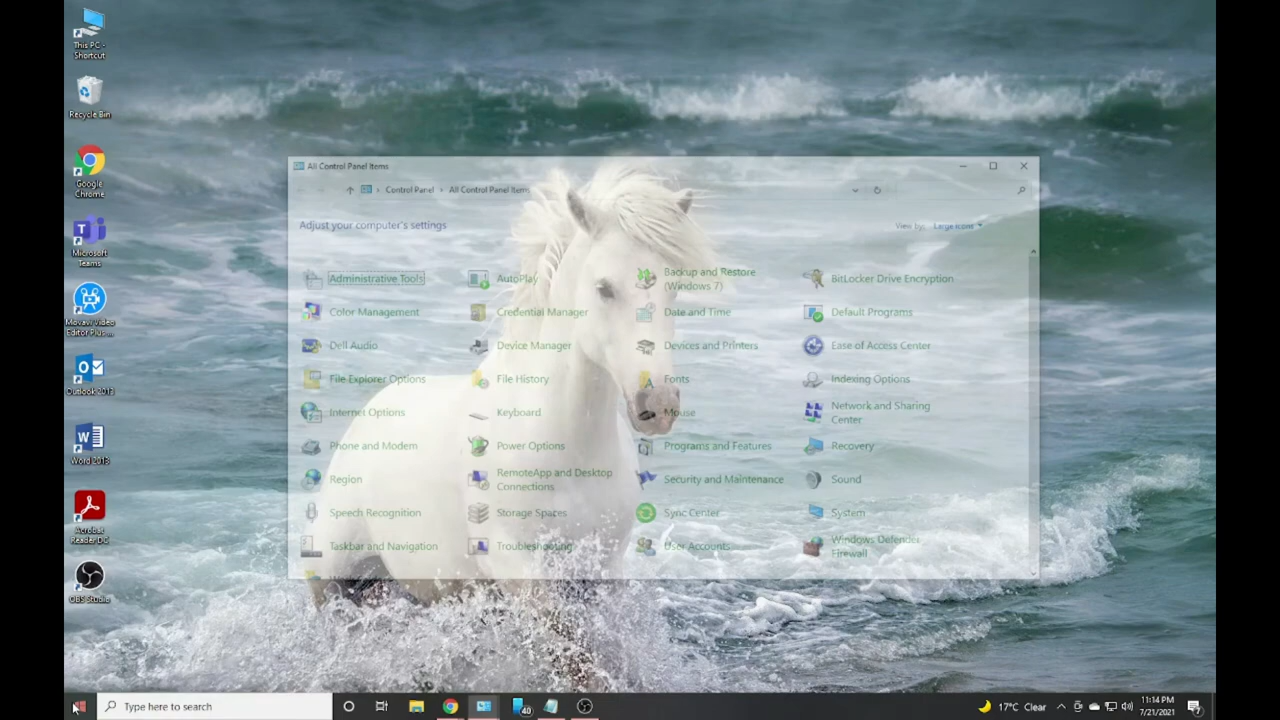 This PC -
Shortcut
Recycle Bin
Google
Chrome
Microsoft
Teams
Movavi Video
Editor Plus ...
Outlook 2013
Word 2013
Acrobat
Reader DC
OBS Studio
All Control Panel Items
Control Panel › All Control Panel Items
Adjust your computer's settings
View by: Large icons
Administrative Tools
AutoPlay
Backup and Restore
(Windows 7)
BitLocker Drive Encryption
Color Management
Credential Manager
Date and Time
Default Programs
Dell Audio
Device Manager
Devices and Printers
Ease of Access Center
File Explorer Options
File History
Fonts
Indexing Options
Internet Options
Keyboard
Mouse
Network and Sharing
Center
Phone and Modem
Power Options
Programs and Features
Recovery
Region
RemoteApp and Desktop
Connections
Security and Maintenance
Sound
Speech Recognition
Storage Spaces
Sync Center
System
Taskbar and Navigation
Troubleshooting
User Accounts
Windows Defender
Firewall
Type here to search
40
17°C Clear
11:14 PM
7/21/2021